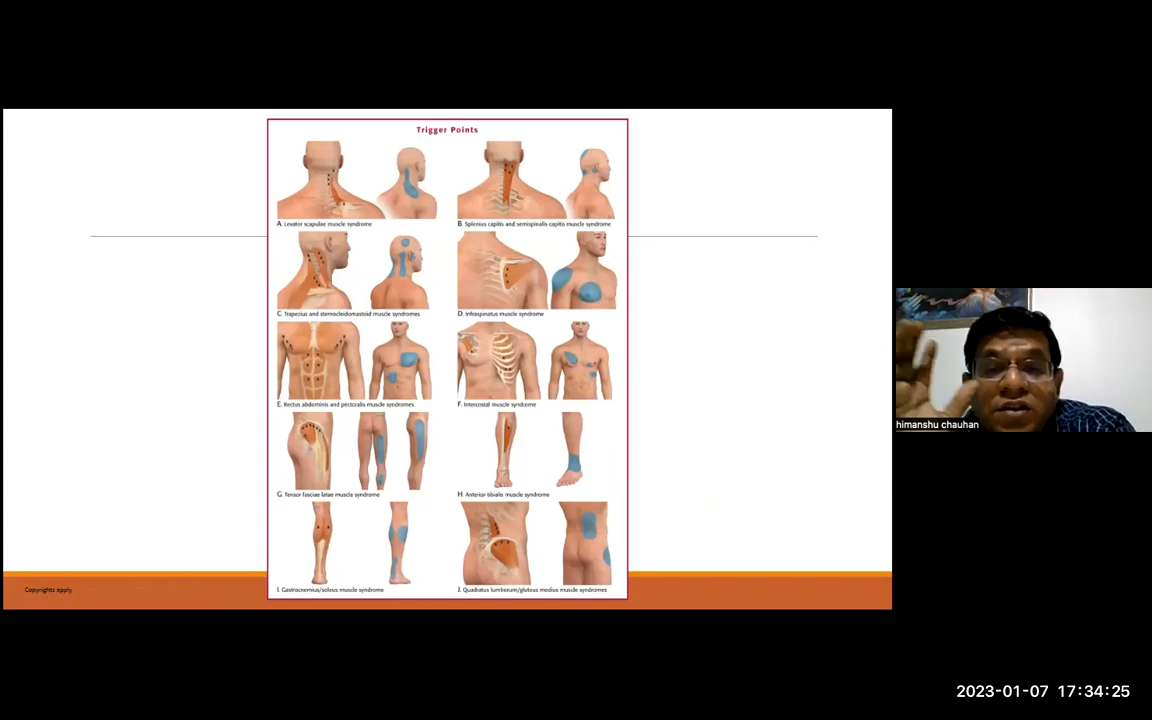 Trigger Points
A. Levator scapulae muscle syndrome
B. Splenius capitis and semispinalis capitis muscle syndrome
C. Trapezius and sternocleidomastoid muscle syndromes
D. Infraspinatus muscle syndrome
E. Rectus abdominis and pectoralis muscle syndromes
F. Intercostal muscle syndrome
G. Tensor fasciae latae muscle syndrome
H. Anterior tibialis muscle syndrome
I. Gastrocnemius/soleus muscle syndrome
J. Quadratus lumborum/gluteus medius muscle syndromes
Copyrights apply
himanshu chauhan
2023-01-07 17:34:25